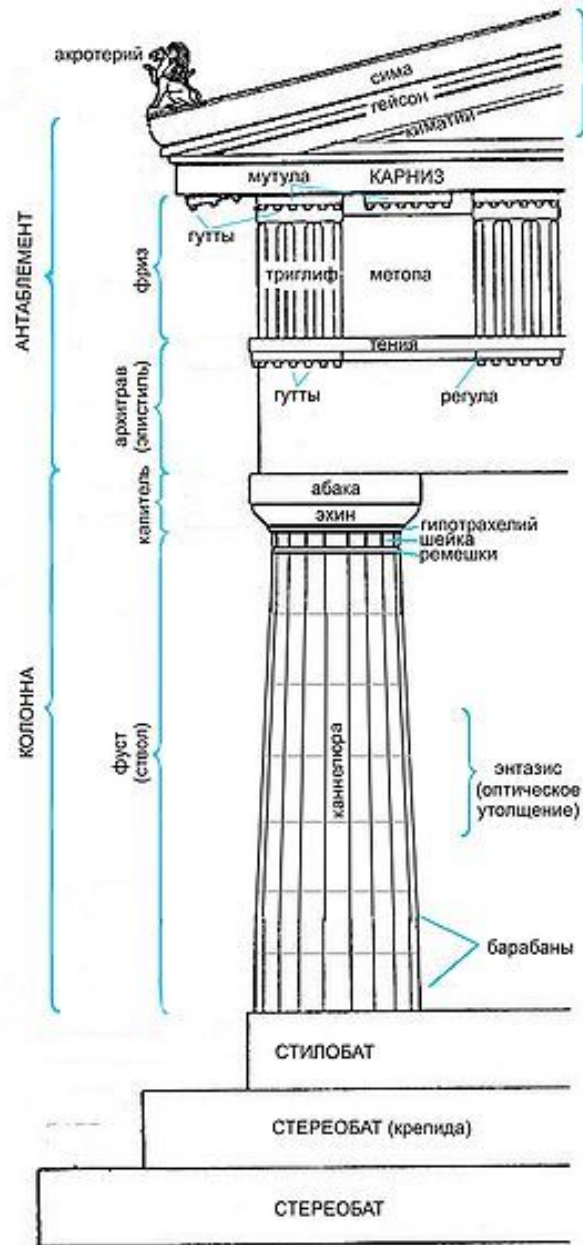 акротерий
сима
гейсон
киматии
мутула
КАРНИЗ
гутты
триглиф
метопа
тения
гутты
регула
АНТАБЛЕМЕНТ
фриз
архитрав
(эпистиль)
капитель
абака
эхин
гипотрахелий
шейка
ремешки
КОЛОННА
фуст
(ствол)
каннелюра
энтазис
(оптическое
утолщение)
барабаны
СТИЛОБАТ
СТЕРЕОБАТ (крепида)
СТЕРЕОБАТ